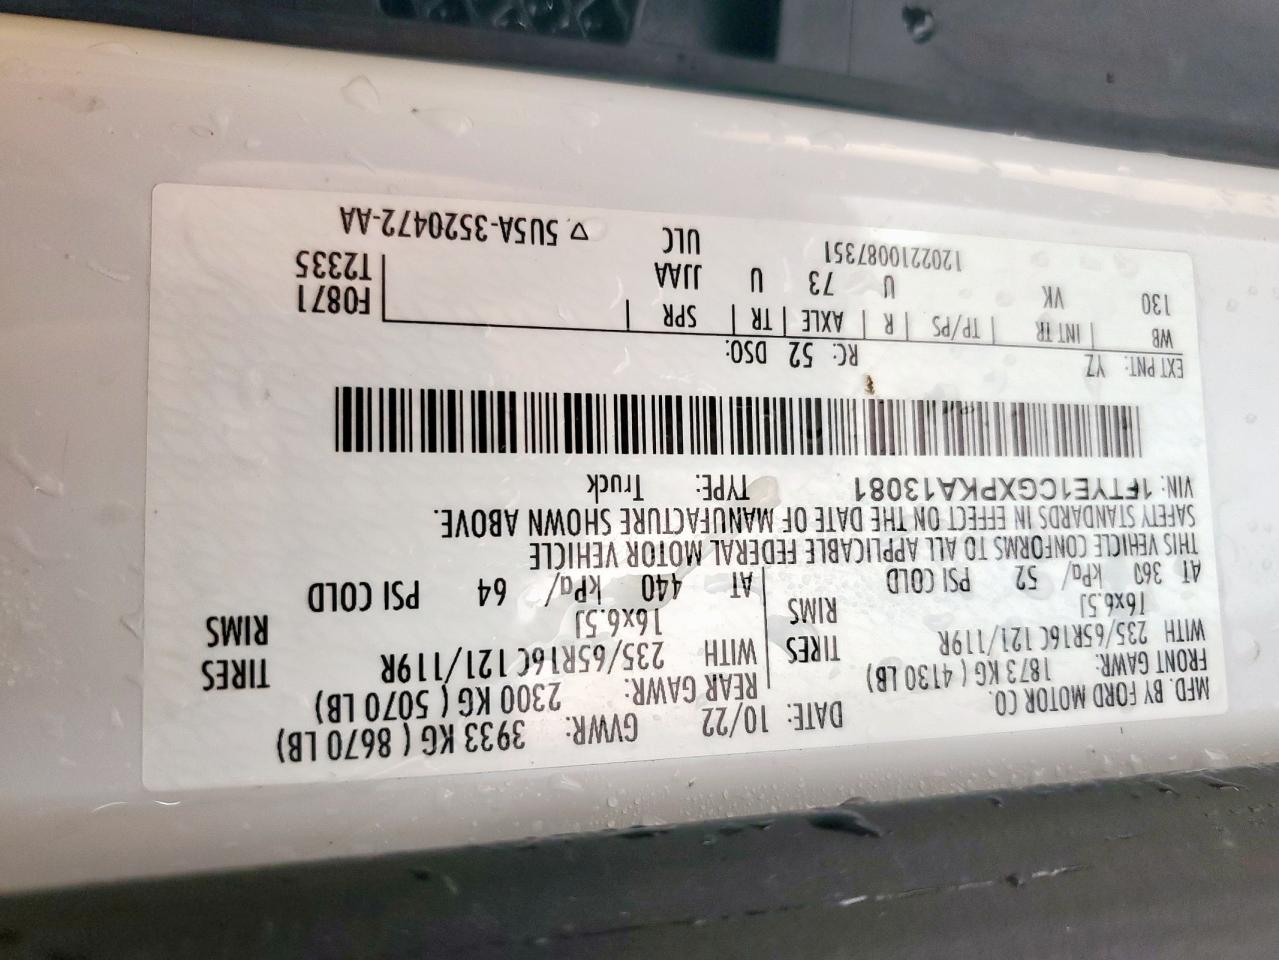 MFD. BY FORD MOTOR CO. DATE: 10/22 GVWR: 3933 KG ( 8670 LB)
FRONT GAWR: 1873 KG ( 4130 LB) REAR GAWR: 2300 KG ( 5070 LB)
WITH 235/65R16C 121/119R TIRES WITH 235/65R16C 121/119R TIRES
16x6.5J RIMS 16x6.5J RIMS
AT 360 kPa/ 52 PSI COLD AT 440 kPa/ 64 PSI COLD
THIS VEHICLE CONFORMS TO ALL APPLICABLE FEDERAL MOTOR VEHICLE
SAFETY STANDARDS IN EFFECT ON THE DATE OF MANUFACTURE SHOWN ABOVE.
VIN: 1FTYE1CGXPKA13081 TYPE: Truck
EXT PNT: YZ RC: 52 DSO:
WB | INT TR | TP/PS | R | AXLE | TR | SPR | F0871
130 VK U 73 U JJAA T2335
1202210087351 ULC ▽ 5U5A-3520472-AA